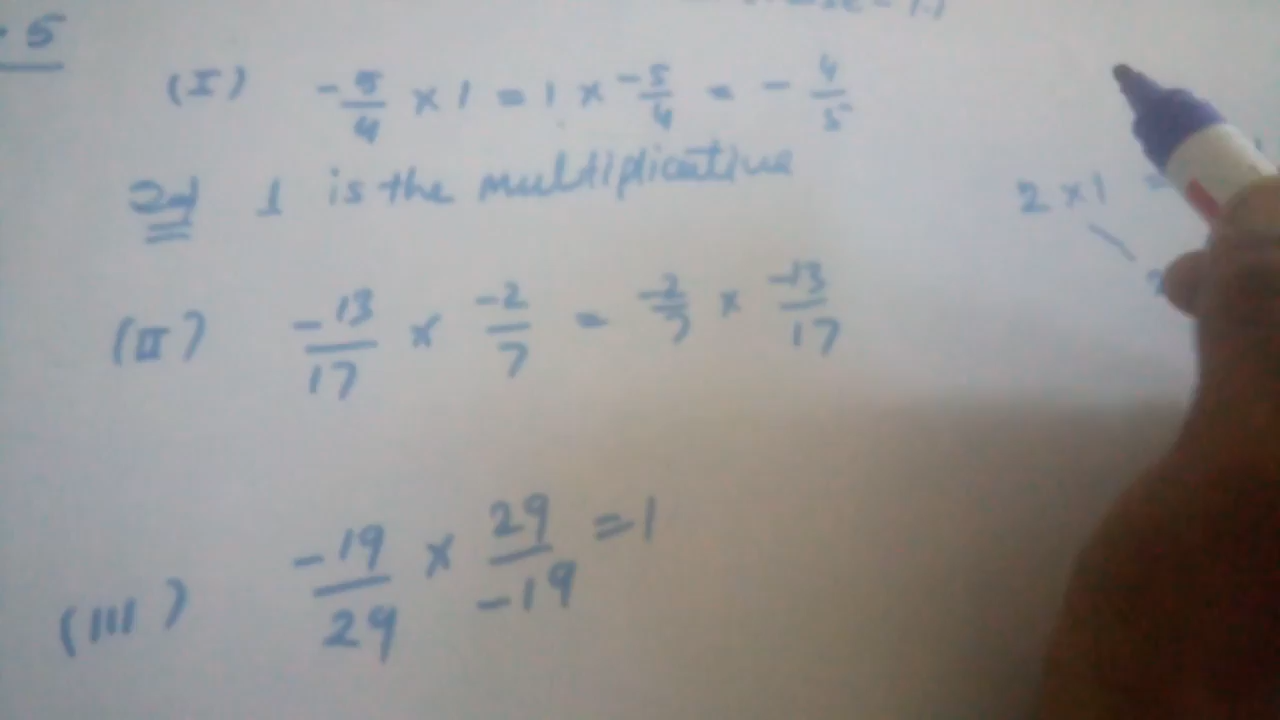 . 5
(I) -5/4 × 1 = 1 × -5/4 = - 4/5
1 is the multiplicative
(II) -13/17 × -2/7 = -2/7 × -13/17
2 × 1 =
(III) -19/29 × 29/-19 = 1